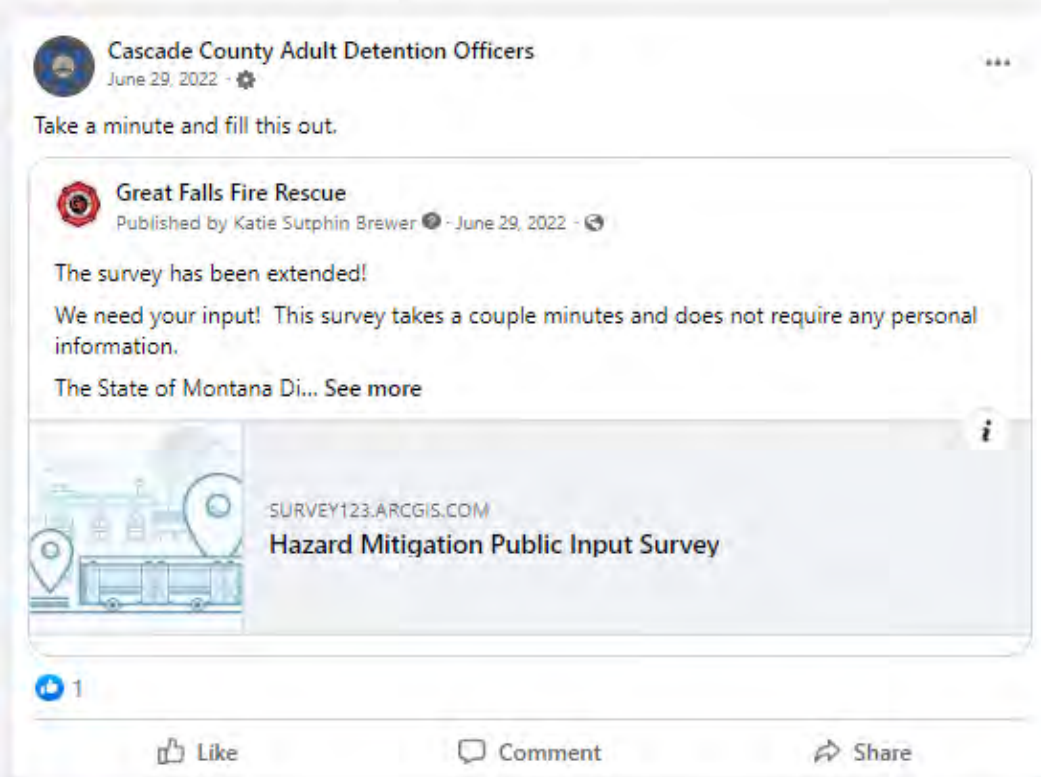 Cascade County Adult Detention Officers
June 29, 2022 ·
Take a minute and fill this out.
Great Falls Fire Rescue
Published by Katie Sutphin Brewer · June 29, 2022 ·
The survey has been extended!
We need your input! This survey takes a couple minutes and does not require any personal
information.
The State of Montana Di... See more
i
SURVEY123.ARCGIS.COM
Hazard Mitigation Public Input Survey
1
Like Comment Share